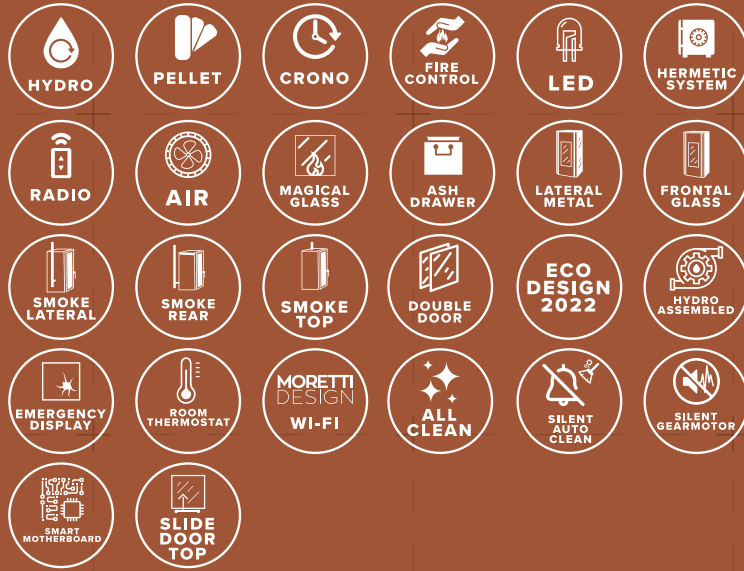 HYDRO
PELLET
CRONO
FIRE
CONTROL
LED
HERMETIC
SYSTEM
RADIO
AIR
MAGICAL
GLASS
ASH
DRAWER
LATERAL
METAL
FRONTAL
GLASS
SMOKE
LATERAL
SMOKE
REAR
SMOKE
TOP
DOUBLE
DOOR
ECO
DESIGN
2022
HYDRO
ASSEMBLED
EMERGENCY
DISPLAY
ROOM
THERMOSTAT
MORETTI
DESIGN
WI-FI
ALL
CLEAN
SILENT
AUTO
CLEAN
SILENT
GEARMOTOR
SMART
MOTHERBOARD
SLIDE
DOOR
TOP